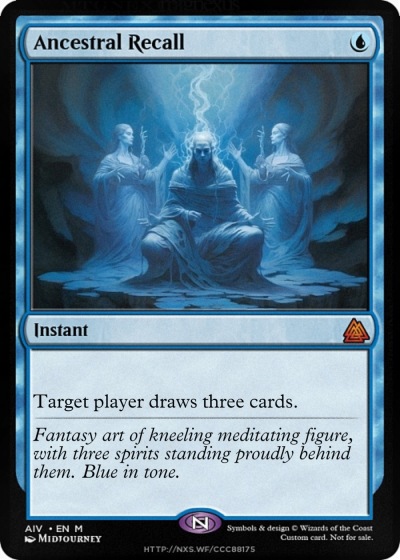 Ancestral Recall
Instant
Target player draws three cards.
Fantasy art of kneeling meditating figure,
with three spirits standing proudly behind
them. Blue in tone.
AIV • EN M
MIDJOURNEY
N
Symbols & design © Wizards of the Coast
Custom card. Not for sale.
HTTP://NXS.WF/CCC88175